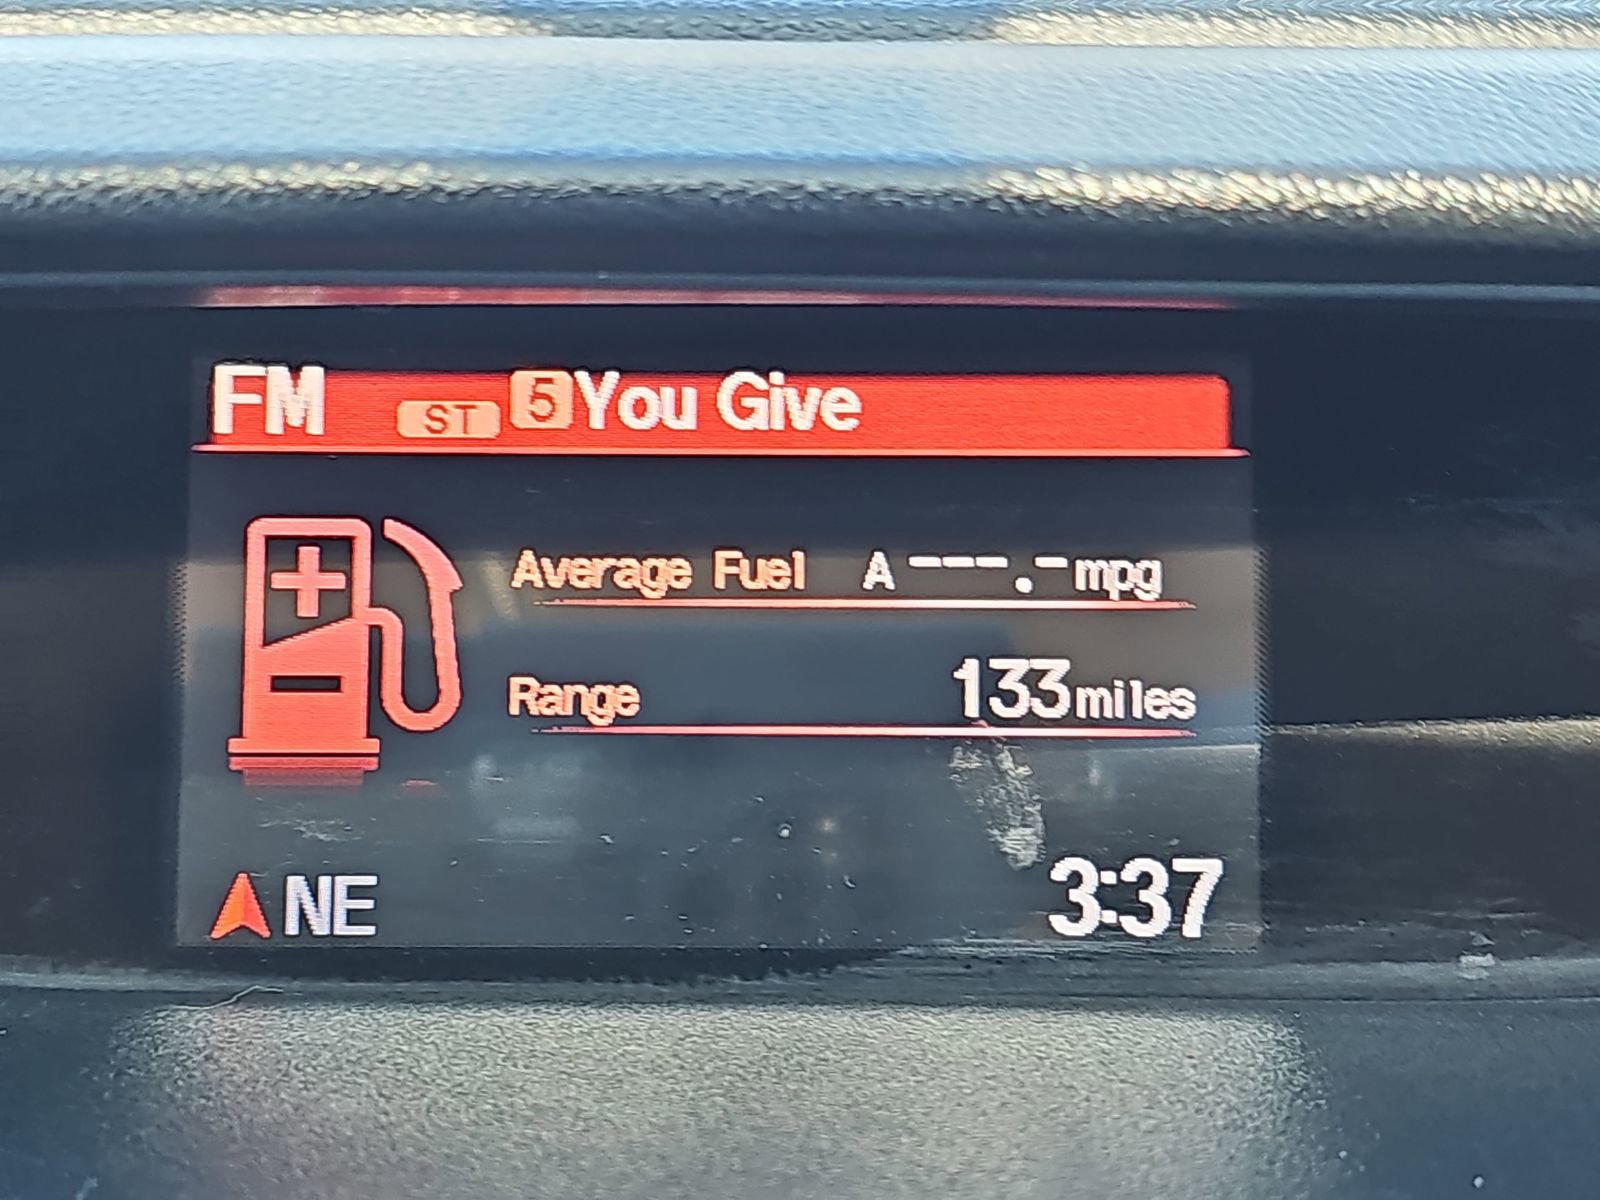 FM ST 5 You Give
Average Fuel A ---.- mpg
Range 133 miles
NE 3:37